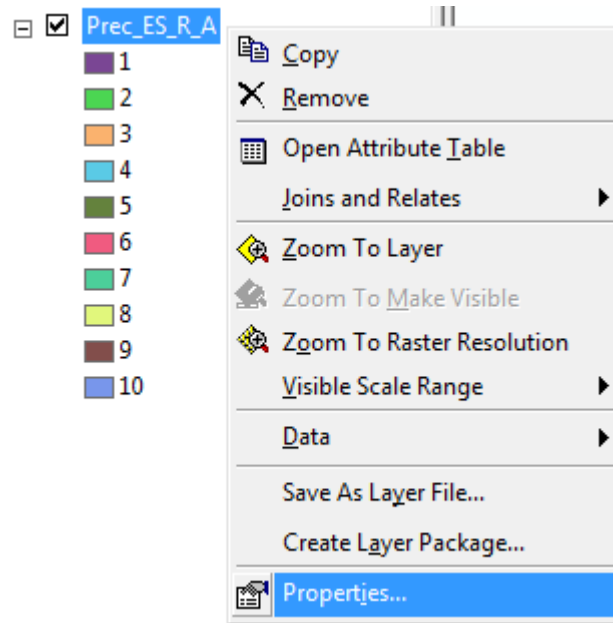 Prec_ES_R_A
1
2
3
4
5
6
7
8
9
10
Copy
Remove
Open Attribute Table
Joins and Relates
Zoom To Layer
Zoom To Make Visible
Zoom To Raster Resolution
Visible Scale Range
Data
Save As Layer File...
Create Layer Package...
Properties...